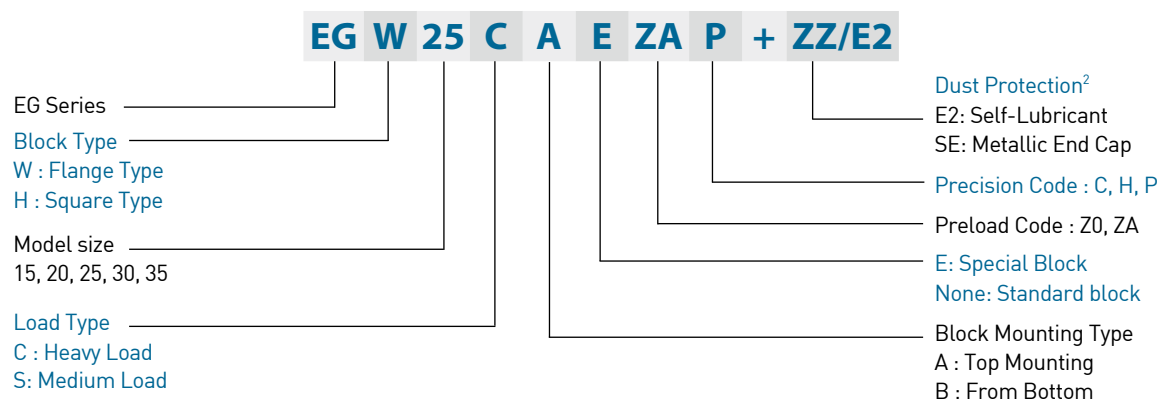 EG W 25 C A E ZA P + ZZ/E2
EG Series
Block Type
W : Flange Type
H : Square Type
Model size
15, 20, 25, 30, 35
Load Type
C : Heavy Load
S: Medium Load
Dust Protection²
E2: Self-Lubricant
SE: Metallic End Cap
Precision Code : C, H, P
Preload Code : Z0, ZA
E: Special Block
None: Standard block
Block Mounting Type
A : Top Mounting
B : From Bottom